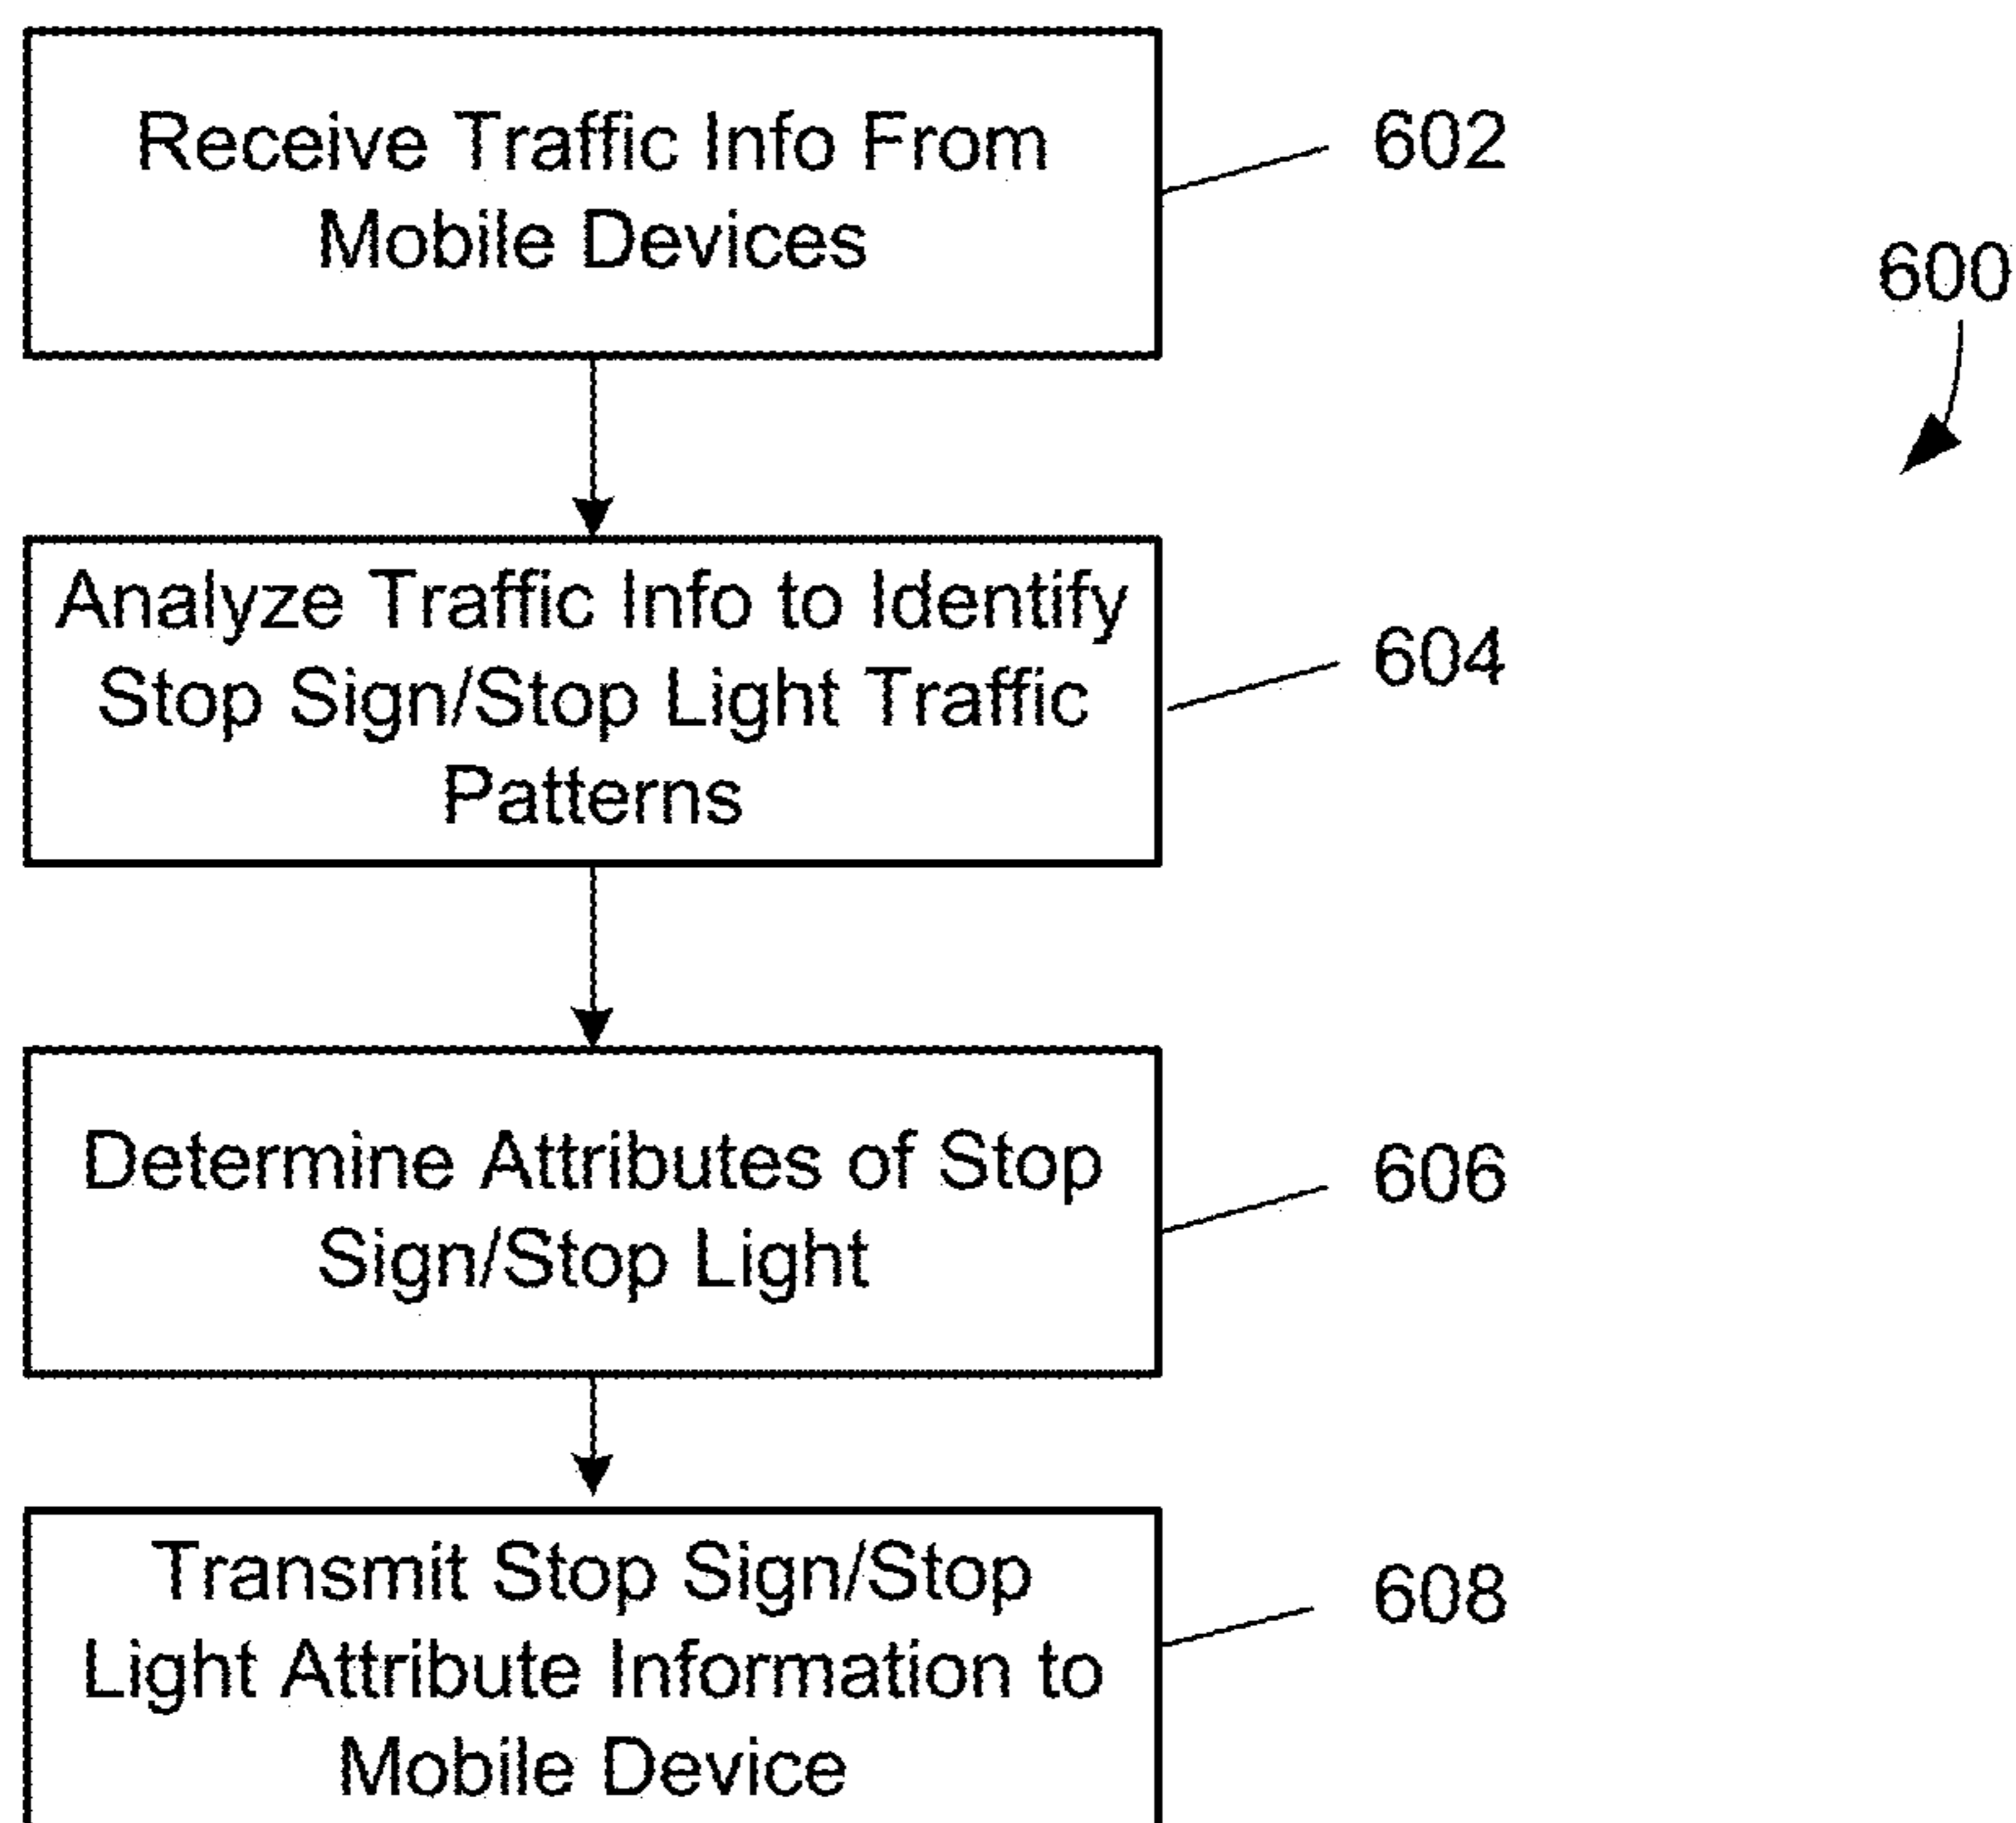 Receive Traffic Info From
Mobile Devices
602
600
Analyze Traffic Info to Identify
Stop Sign/Stop Light Traffic
Patterns
604
Determine Attributes of Stop
Sign/Stop Light
606
Transmit Stop Sign/Stop
Light Attribute Information to
Mobile Device
608